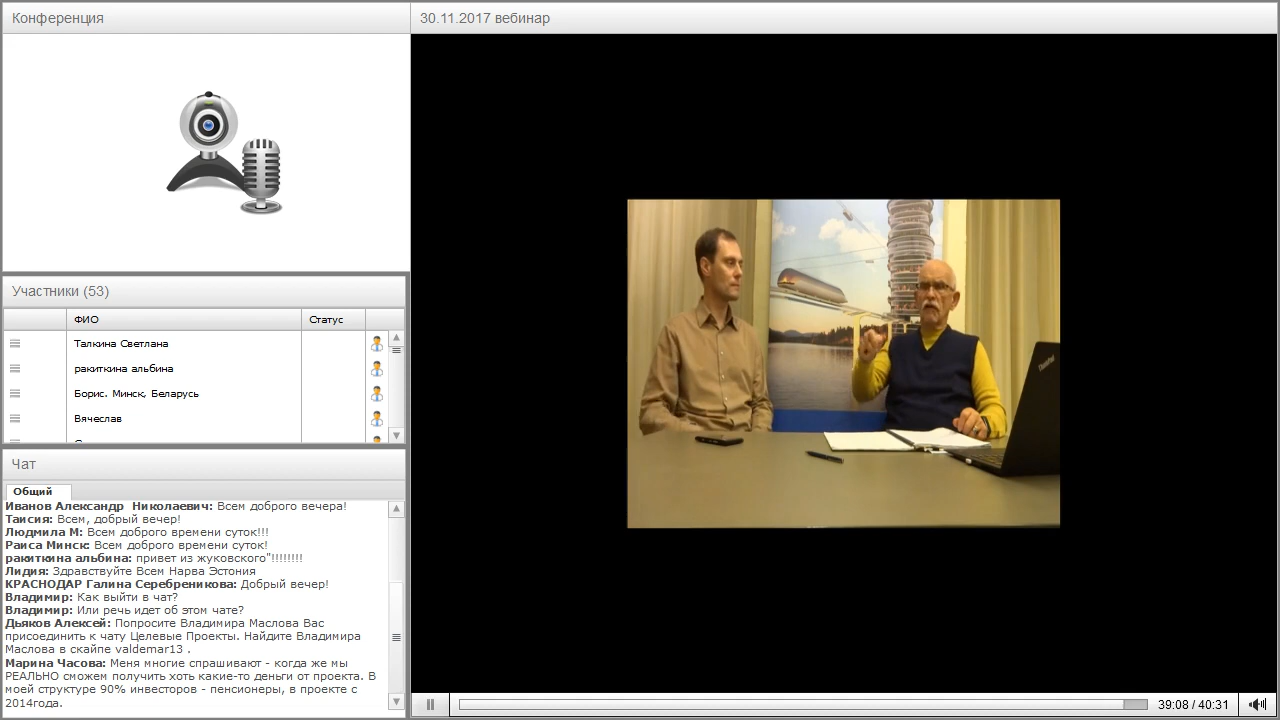 Конференция
30.11.2017 вебинар
Участники (53)
ФИО Статус
Талкина Светлана
ракиткина альбина
Борис. Минск, Беларусь
Вячеслав
Чат
Общий
Иванов Александр Николаевич: Всем доброго вечера!
Таисия: Всем, добрый вечер!
Людмила М: Всем доброго времени суток!!!
Раиса Минск: Всем доброго времени суток!
ракиткина альбина: привет из жуковского"!!!!!!!!
Лидия: Здравствуйте Всем Нарва Эстония
КРАСНОДАР Галина Серебреникова: Добрый вечер!
Владимир: Как выйти в чат?
Владимир: Или речь идет об этом чате?
Дьяков Алексей: Попросите Владимира Маслова Вас
присоединить к чату Целевые Проекты. Найдите Владимира
Маслова в скайпе valdemar13 .
Марина Часова: Меня многие спрашивают - когда же мы
РЕАЛЬНО сможем получить хоть какие-то деньги от проекта. В
моей структуре 90% инвесторов - пенсионеры, в проекте с
2014года.
ThinkPad
39:08 / 40:31